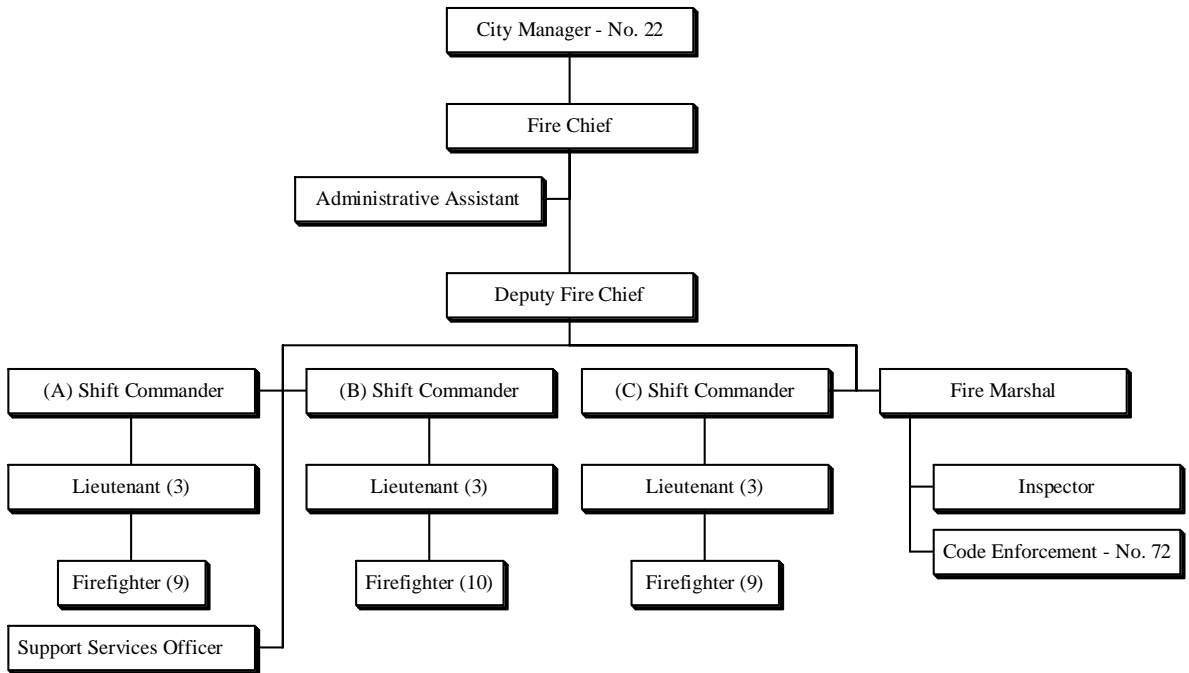 City Manager - No. 22
Fire Chief
Administrative Assistant
Deputy Fire Chief
(A) Shift Commander
(B) Shift Commander
(C) Shift Commander
Fire Marshal
Lieutenant (3)
Lieutenant (3)
Lieutenant (3)
Inspector
Code Enforcement - No. 72
Firefighter (9)
Firefighter (10)
Firefighter (9)
Support Services Officer